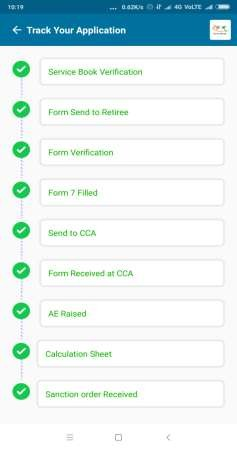 10:19
... 0.62K/s 4G VoLTE
Track Your Application
Service Book Verification
Form Send to Retiree
Form Verification
Form 7 Filled
Send to CCA
Form Received at CCA
AE Raised
Calculation Sheet
Sanction order Received